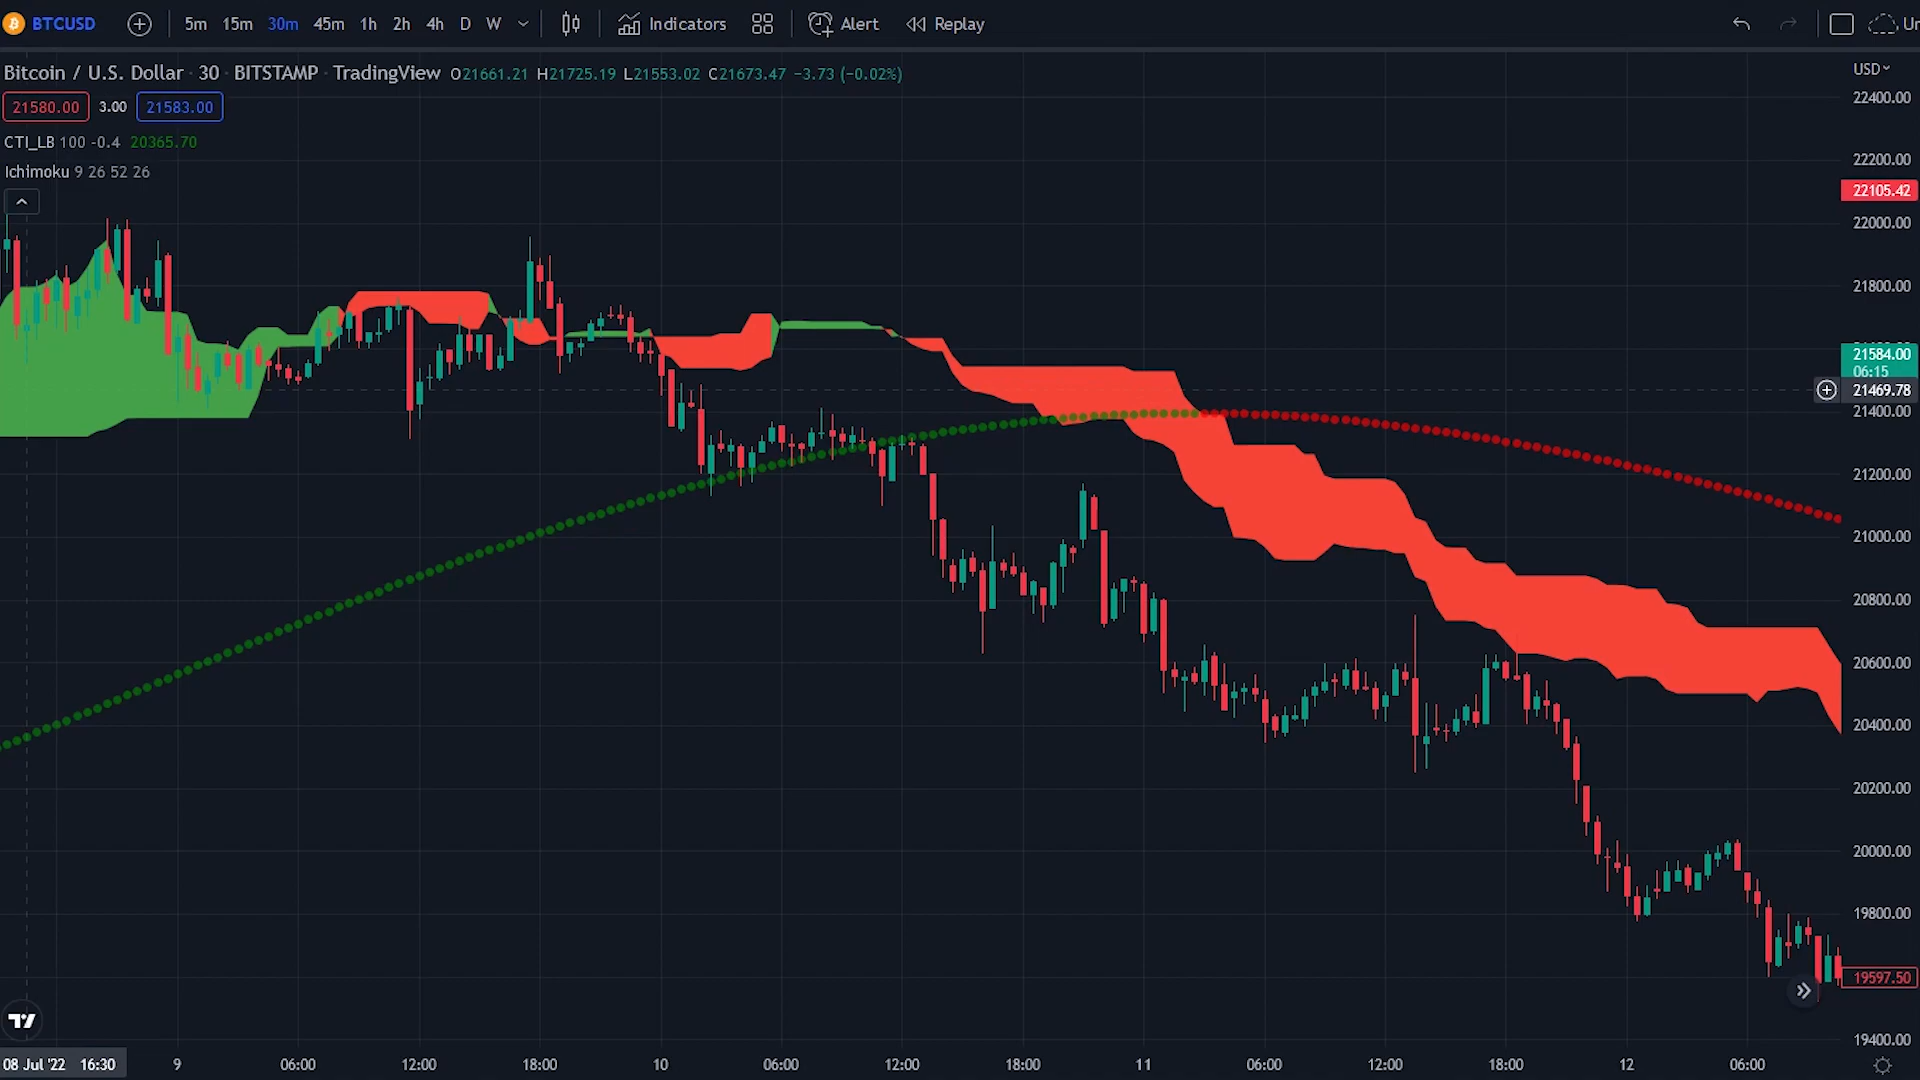 BTCUSD 5m 15m 30m 45m 1h 2h 4h D W Indicators Alert Replay Un
Bitcoin / U.S. Dollar · 30 · BITSTAMP · TradingView O21661.21 H21725.19 L21553.02 C21673.47 −3.73 (−0.02%)
USD
21580.00 3.00 21583.00
CTI_LB 100 -0.4 20365.70
Ichimoku 9 26 52 26
22400.00
22200.00
22105.42
22000.00
21800.00
21584.00
06:15
21469.78
21400.00
21200.00
21000.00
20800.00
20600.00
20400.00
20200.00
20000.00
19800.00
19597.50
19400.00
08 Jul '22 16:30 9 06:00 12:00 18:00 10 06:00 12:00 18:00 11 06:00 12:00 18:00 12 06:00